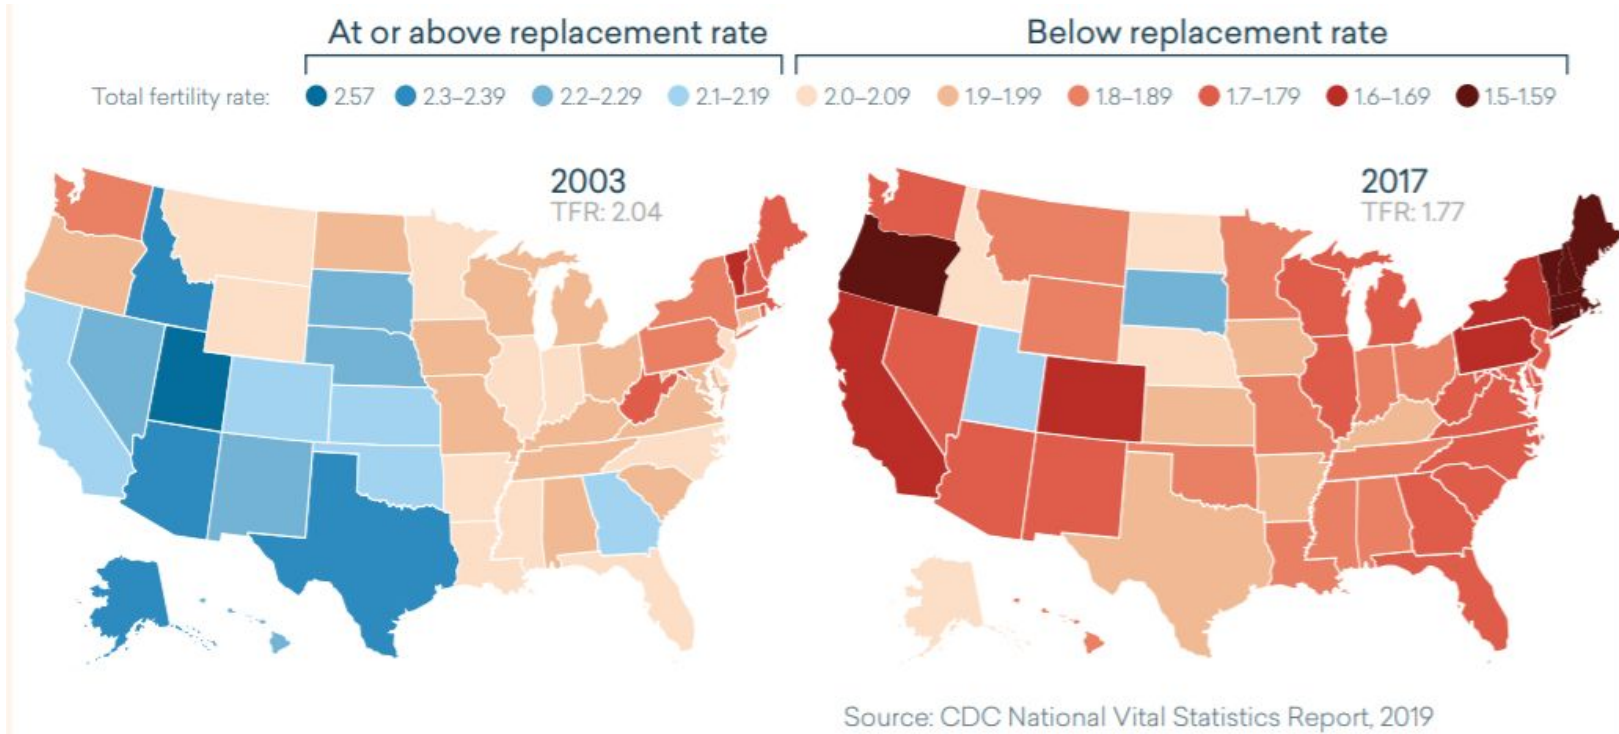 At or above replacement rate Below replacement rate
Total fertility rate: 2.57 2.3–2.39 2.2–2.29 2.1–2.19 2.0–2.09 1.9–1.99 1.8–1.89 1.7–1.79 1.6–1.69 1.5-1.59
2003
TFR: 2.04
2017
TFR: 1.77
Source: CDC National Vital Statistics Report, 2019